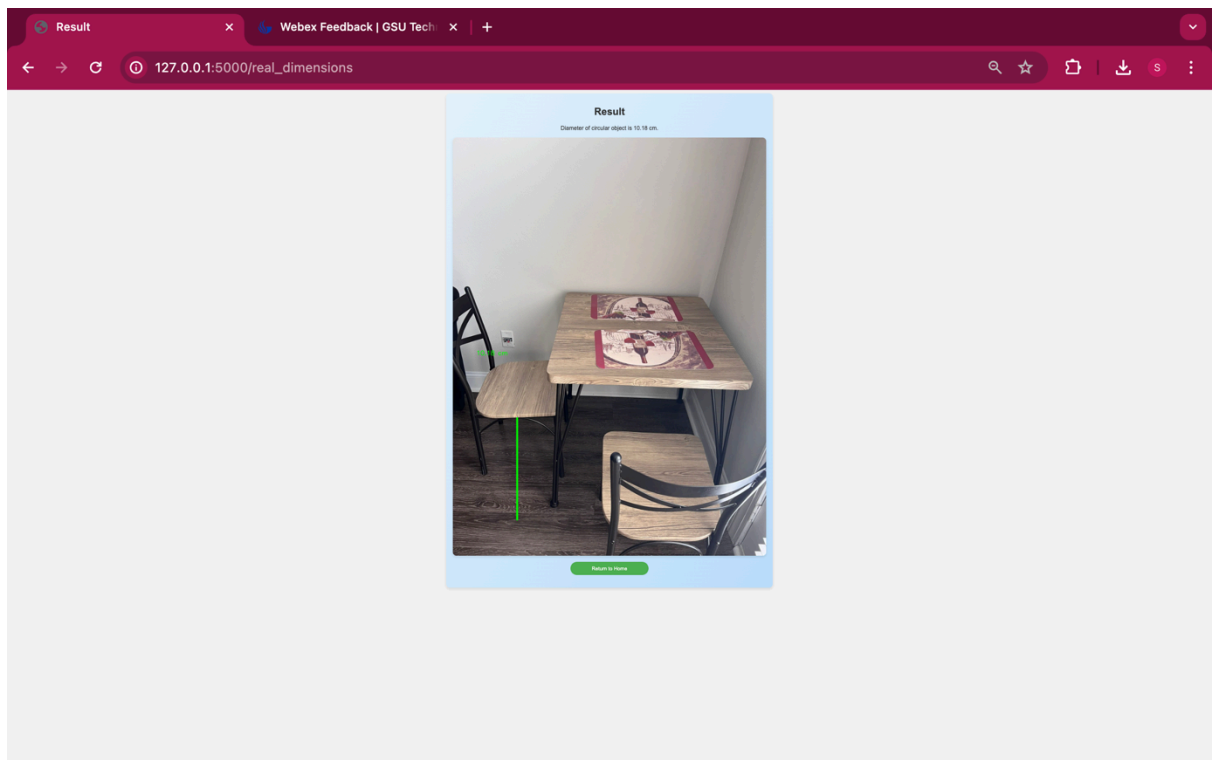 Result
Webex Feedback | GSU Tech
127.0.0.1:5000/real_dimensions
S
Result
Diameter of circular object is 10.18 cm.
Return to Home